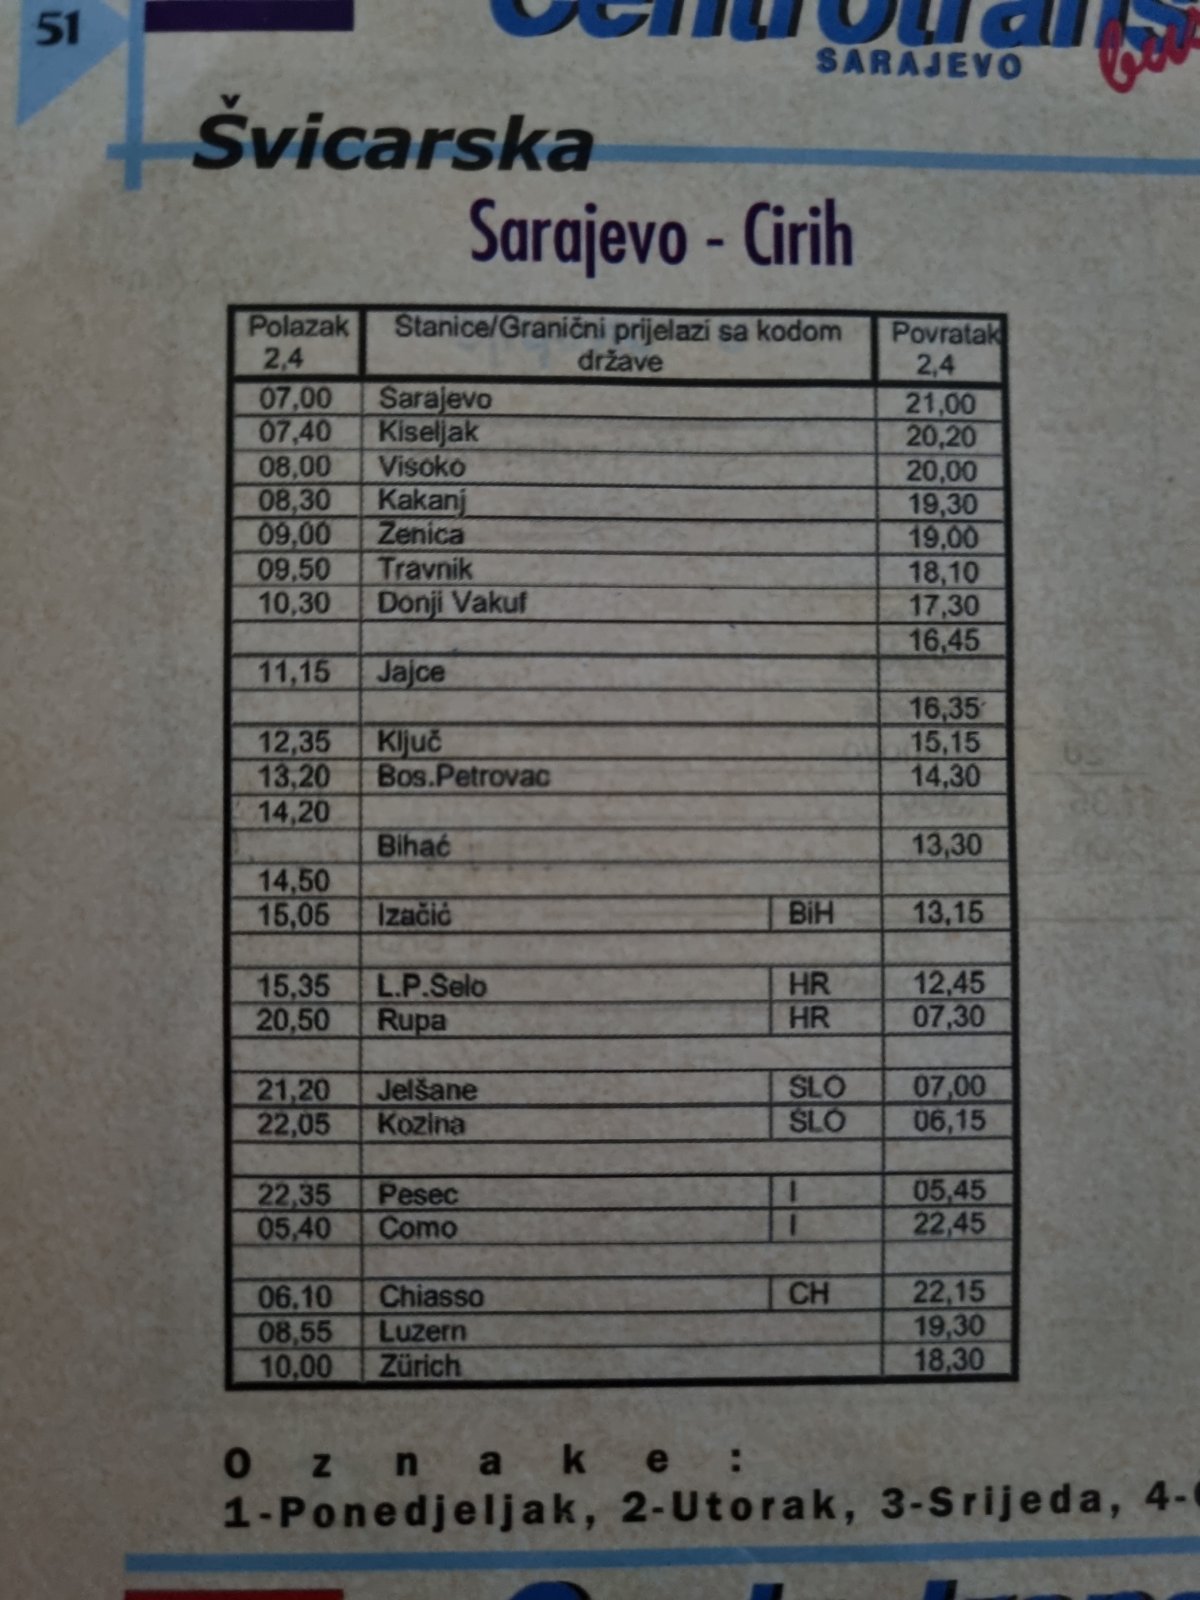 51
Centrotrans
bus
SARAJEVO
Švicarska
Sarajevo - Cirih
Polazak 2,4 Stanice/Granični prijelazi sa kodom države Povratak 2,4
07,00 Sarajevo 21,00
07,40 Kiseljak 20,20
08,00 Visoko 20,00
08,30 Kakanj 19,30
09,00 Zenica 19,00
09,50 Travnik 18,10
10,30 Donji Vakuf 17,30
16,45
11,15 Jajce
16,35
12,35 Ključ 15,15
13,20 Bos.Petrovac 14,30
14,20
Bihać 13,30
14,50
15,05 Izačić BiH 13,15
15,35 L.P.Selo HR 12,45
20,50 Rupa HR 07,30
21,20 Jelšane SLO 07,00
22,05 Kozina SLO 06,15
22,35 Pesec I 05,45
05,40 Como I 22,45
06,10 Chiasso CH 22,15
08,55 Luzern 19,30
10,00 Zürich 18,30
Oznake:
1-Ponedjeljak, 2-Utorak, 3-Srijeda, 4-